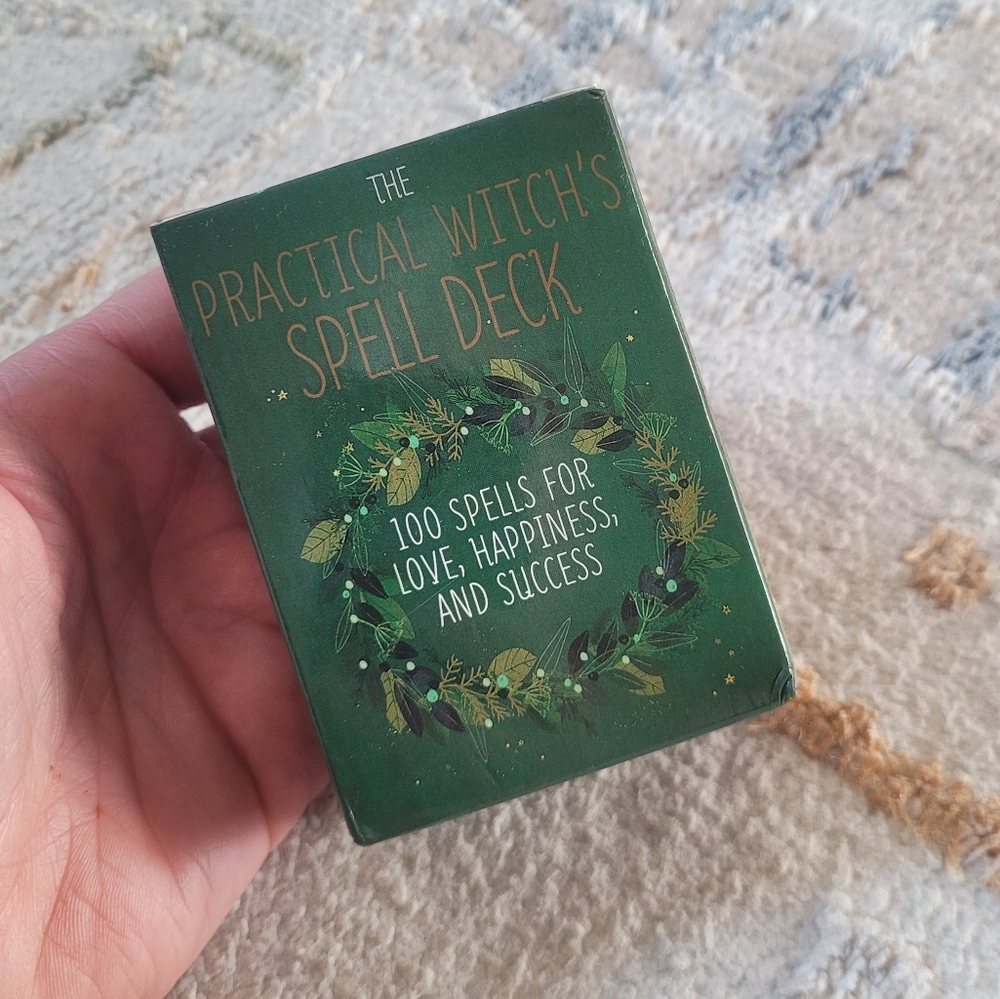 THE
PRACTICAL WITCH'S
SPELL DECK
100 SPELLS FOR
LOVE, HAPPINESS,
AND SUCCESS